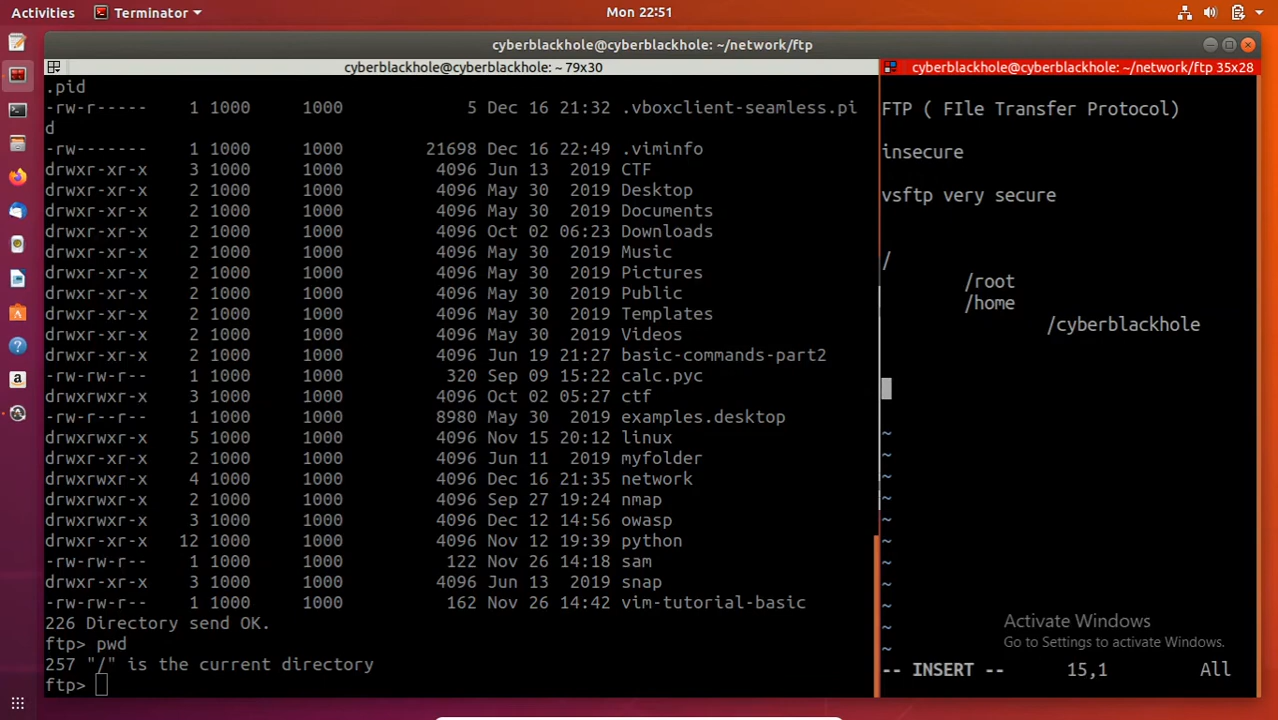 Activities Terminator Mon 22:51
cyberblackhole@cyberblackhole: ~/network/ftp
cyberblackhole@cyberblackhole: ~ 79x30
.pid
-rw-r----- 1 1000 1000 5 Dec 16 21:32 .vboxclient-seamless.pi
d
-rw------- 1 1000 1000 21698 Dec 16 22:49 .viminfo
drwxr-xr-x 3 1000 1000 4096 Jun 13 2019 CTF
drwxr-xr-x 2 1000 1000 4096 May 30 2019 Desktop
drwxr-xr-x 2 1000 1000 4096 May 30 2019 Documents
drwxr-xr-x 2 1000 1000 4096 Oct 02 06:23 Downloads
drwxr-xr-x 2 1000 1000 4096 May 30 2019 Music
drwxr-xr-x 2 1000 1000 4096 May 30 2019 Pictures
drwxr-xr-x 2 1000 1000 4096 May 30 2019 Public
drwxr-xr-x 2 1000 1000 4096 May 30 2019 Templates
drwxr-xr-x 2 1000 1000 4096 May 30 2019 Videos
drwxr-xr-x 2 1000 1000 4096 Jun 19 21:27 basic-commands-part2
-rw-rw-r-- 1 1000 1000 320 Sep 09 15:22 calc.pyc
drwxrwxr-x 3 1000 1000 4096 Oct 02 05:27 ctf
-rw-r--r-- 1 1000 1000 8980 May 30 2019 examples.desktop
drwxrwxr-x 5 1000 1000 4096 Nov 15 20:12 linux
drwxrwxr-x 2 1000 1000 4096 Jun 11 2019 myfolder
drwxrwxr-x 4 1000 1000 4096 Dec 16 21:35 network
drwxrwxr-x 2 1000 1000 4096 Sep 27 19:24 nmap
drwxrwxr-x 3 1000 1000 4096 Dec 12 14:56 owasp
drwxrwxr-x 12 1000 1000 4096 Nov 12 19:39 python
-rw-rw-r-- 1 1000 1000 122 Nov 26 14:18 sam
drwxr-xr-x 3 1000 1000 4096 Jun 13 2019 snap
-rw-rw-r-- 1 1000 1000 162 Nov 26 14:42 vim-tutorial-basic
226 Directory send OK.
ftp> pwd
257 "/" is the current directory
ftp>
cyberblackhole@cyberblackhole: ~/network/ftp 35x28
FTP ( FIle Transfer Protocol)
insecure
vsftp very secure
/
/root
/home
/cyberblackhole
~
~
~
~
~
~
~
~
~
~
~
Activate Windows
Go to Settings to activate Windows.
-- INSERT -- 15,1 All